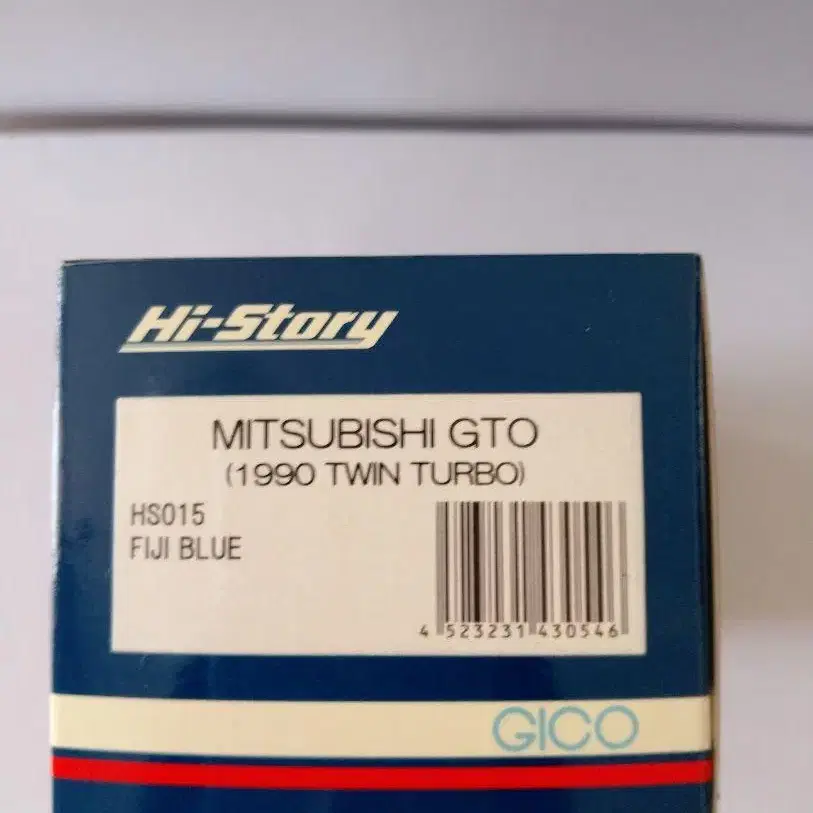 Hi-Story
MITSUBISHI GTO
(1990 TWIN TURBO)
HS015
FIJI BLUE
4 523231 430546
GICO